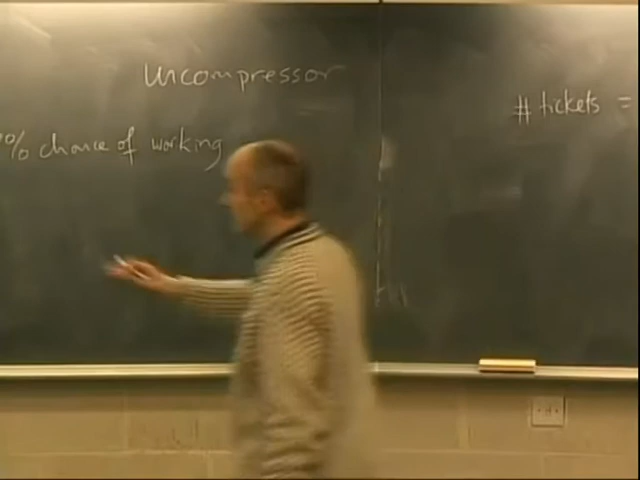 uncompressor
% chance of working
# tickets =